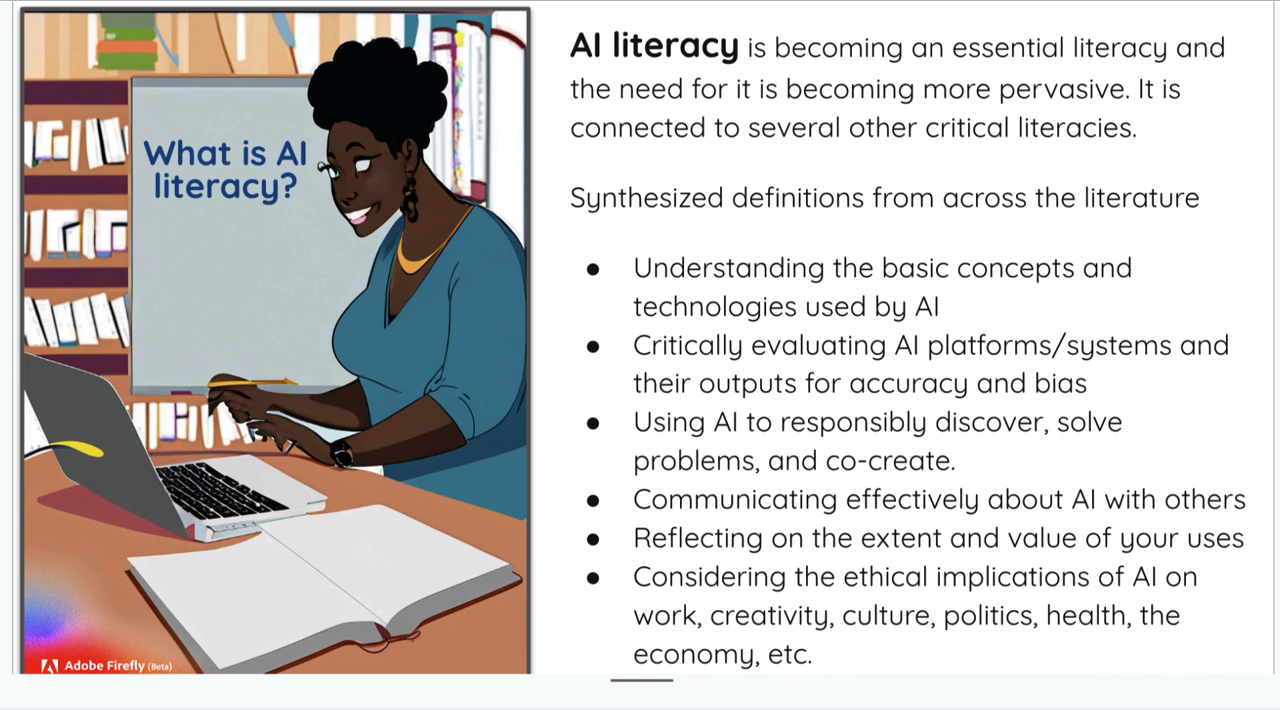 What is AI
literacy?
Adobe Firefly (Beta)
AI literacy is becoming an essential literacy and
the need for it is becoming more pervasive. It is
connected to several other critical literacies.
Synthesized definitions from across the literature
● Understanding the basic concepts and
technologies used by AI
● Critically evaluating AI platforms/systems and
their outputs for accuracy and bias
● Using AI to responsibly discover, solve
problems, and co-create.
● Communicating effectively about AI with others
● Reflecting on the extent and value of your uses
● Considering the ethical implications of AI on
work, creativity, culture, politics, health, the
economy, etc.